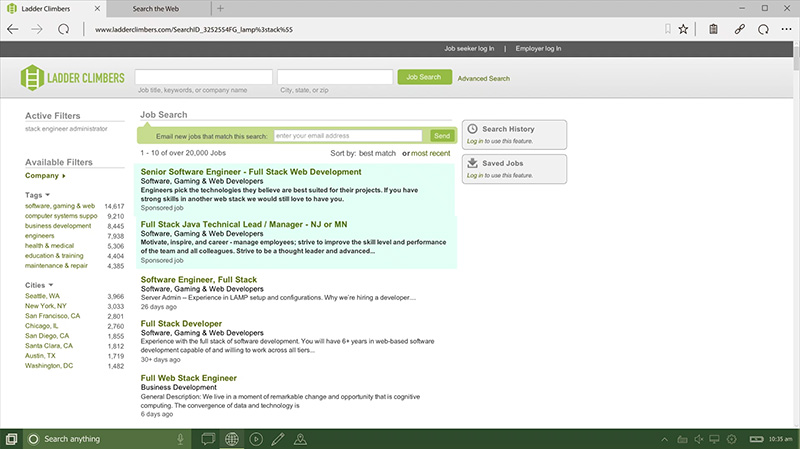 Ladder Climbers
Search the Web
www.ladderclimbers.com/SearchID_3252554FG_lamp%3stack%55
Job seeker log In | Employer log In
LADDER CLIMBERS
Job Search
Advanced Search
Job title, keywords, or company name
City, state, or zip
Active Filters
stack engineer administrator
Available Filters
Company
Tags
software, gaming & web 14,617
computer systems suppo 9,210
business development 8,445
engineers 7,938
health & medical 5,306
education & training 4,404
maintenance & repair 4,385
Cities
Seattle, WA 3,966
New York, NY 3,033
San Francisco, CA 2,801
Chicago, IL 2,760
San Diego, CA 1,855
Santa Clara, CA 1,812
Austin, TX 1,719
Washington, DC 1,482
Job Search
Email new jobs that match this search: enter your email address Send
1 - 10 of over 20,000 Jobs
Sort by: best match or most recent
Senior Software Engineer - Full Stack Web Development
Software, Gaming & Web Developers
Engineers pick the technologies they believe are best suited for their projects. If you have
strong skills in another web stack we would still love to have you.
Sponsored job
Full Stack Java Technical Lead / Manager - NJ or MN
Software, Gaming & Web Developers
Motivate, inspire, and career - manage employees; strive to improve the skill level and performance
of the team and all colleagues. Strive to be a thought leader and advanced...
Sponsored job
Software Engineer, Full Stack
Software, Gaming & Web Developers
Server Admin – Experience in LAMP setup and configurations. Why we're hiring a developer....
26 days ago
Full Stack Developer
Software, Gaming & Web Developers
Experience with the full stack of software development. You will have 6+ years in web-based software
development capable of and willing to work across all tiers...
30+ days ago
Full Web Stack Engineer
Business Development
General Description: We live in a moment of remarkable change and opportunity that is cognitive
computing. The convergence of data and technology is
6 days ago
Search History
Log in to use this feature.
Saved Jobs
Log in to use this feature.
Search anything
10:35 am